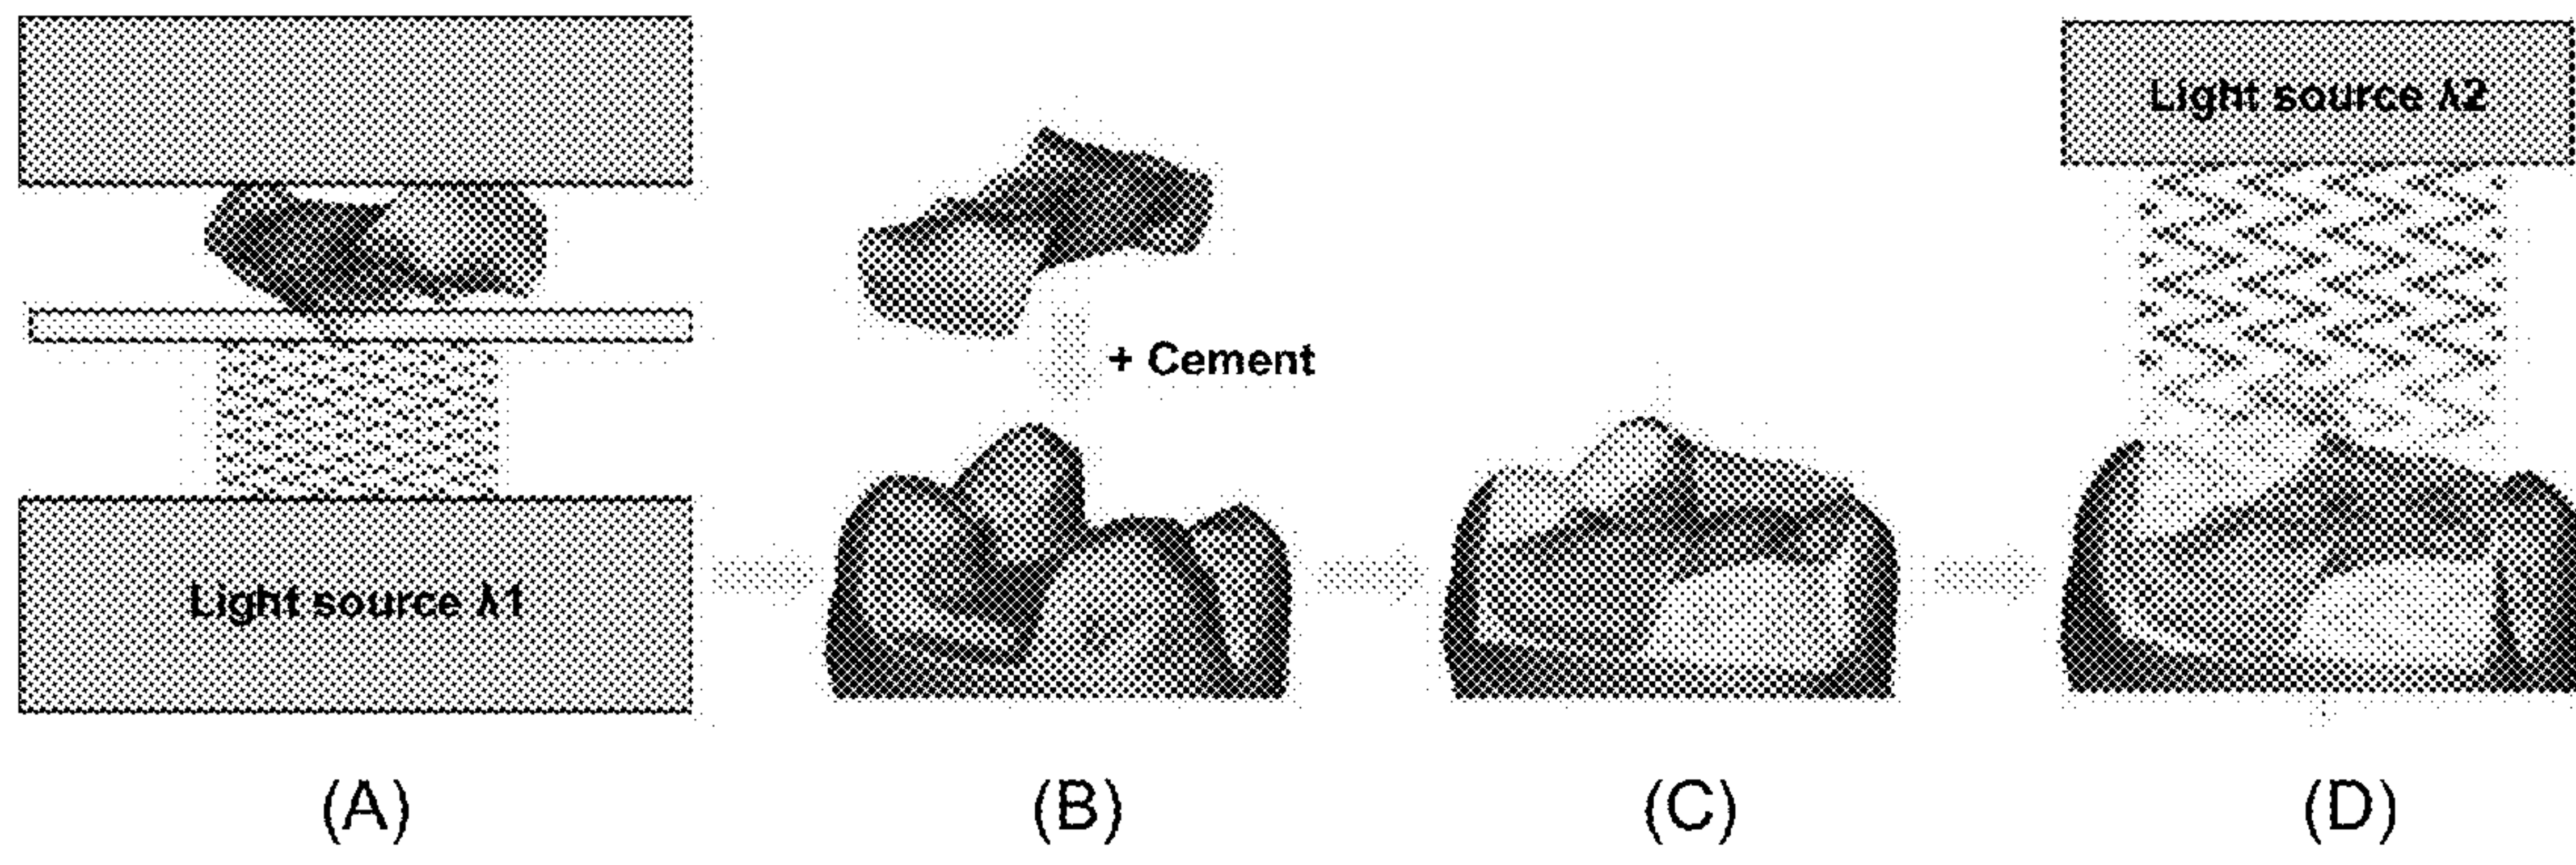 Light source λ2
+ Cement
Light source λ1
(A)
(B)
(C)
(D)